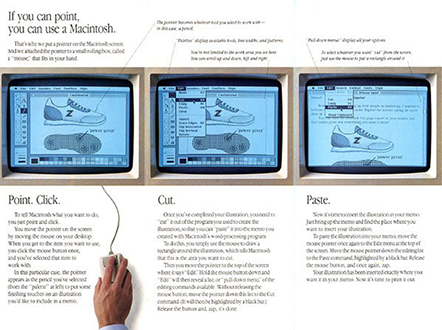 If you can point,
you can use a Macintosh.
That's why we put a pointer on the Macintosh screen.
And we attached the pointer to a small rolling box, called
a "mouse," that fits in your hand.
The pointer becomes whatever tool you need to work with—
in this case, a pencil.
"Palettes" display available tools, line widths, and patterns.
You're not limited to the work area you see here.
You can scroll up and down, left and right.
"Pull down menus" display all your options.
To select whatever you want "cut" from the screen,
just use the mouse to put a rectangle around it.
Point. Click.
To tell Macintosh what you want to do,
you just point and click.
You move the pointer on the screen
by moving the mouse on your desktop.
When you get to the item you want to use,
you click the mouse button once,
and you've selected that item to
work with.
In this particular case, the pointer
appears as the pencil you've selected
(from the "palette" at left) to put some
finishing touches on an illustration
you'd like to include in a memo.
Cut.
Once you've completed your illustration, you need to
"cut" it out of the program you used to create the
illustration, so that you can "paste" it into the memo you
created with Macintosh's word-processing program.
To do this, you simply use the mouse to draw a
rectangle around the illustration, which tells Macintosh
that this is the area you want to cut.
Then you move the pointer to the top of the screen
where it says "Edit." Hold the mouse button down and
"Edit" will then reveal a list, or "pull-down menu," of the
editing commands available. Without releasing the
mouse button, move the pointer down this list to the Cut
command. (It will then be highlighted by a black bar.)
Release the button and, zap, it's done.
Paste.
Now it's time to insert the illustration in your memo.
Just bring up the memo and find the place where you
want to insert your illustration.
To paste the illustration into your memo, move the
mouse pointer once again to the Edit menu at the top of
the screen. Move the mouse pointer down the editing list
to the Paste command, highlighting by a black bar. Release
the mouse button, and once again, zap.
Your illustration has been inserted exactly where you
want it in your memo. Now it's time to print it out.